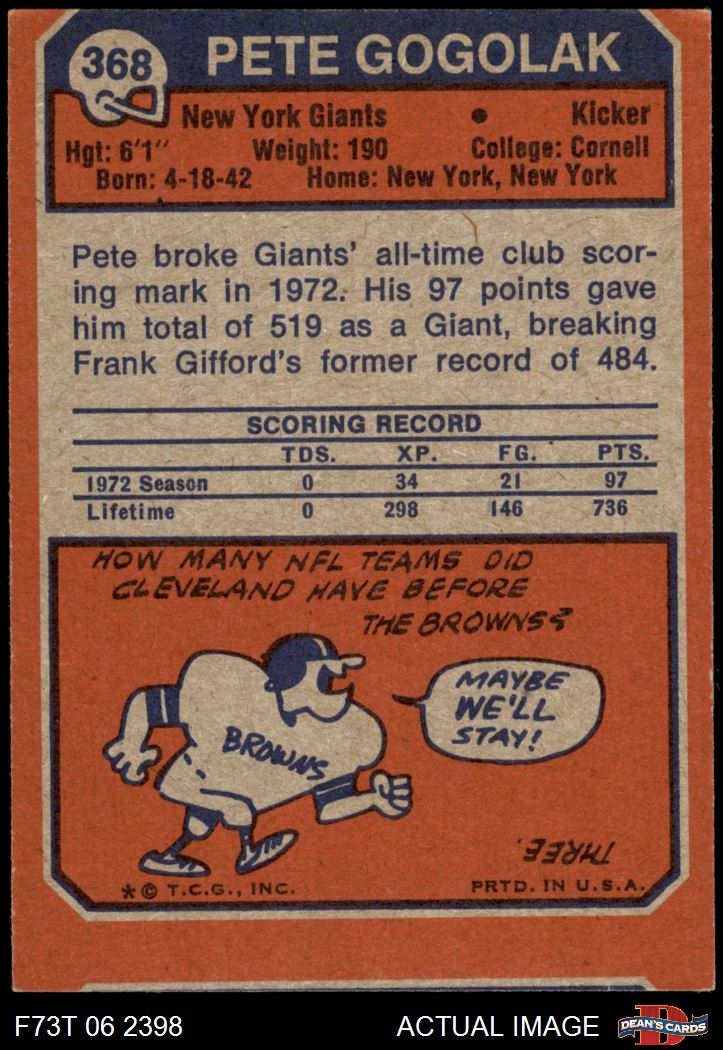 368
PETE GOGOLAK
New York Giants • Kicker
Hgt: 6'1" Weight: 190 College: Cornell
Born: 4-18-42 Home: New York, New York
Pete broke Giants' all-time club scor-
ing mark in 1972. His 97 points gave
him total of 519 as a Giant, breaking
Frank Gifford's former record of 484.
SCORING RECORD
TDS. XP. FG. PTS.
1972 Season 0 34 21 97
Lifetime 0 298 146 736
HOW MANY NFL TEAMS DID
CLEVELAND HAVE BEFORE
THE BROWNS?
MAYBE
WE'LL
STAY!
BROWNS
THREE.
* © T.C.G., INC. PRTD. IN U.S.A.
F73T 06 2398 ACTUAL IMAGE
D
DEAN'S CARDS